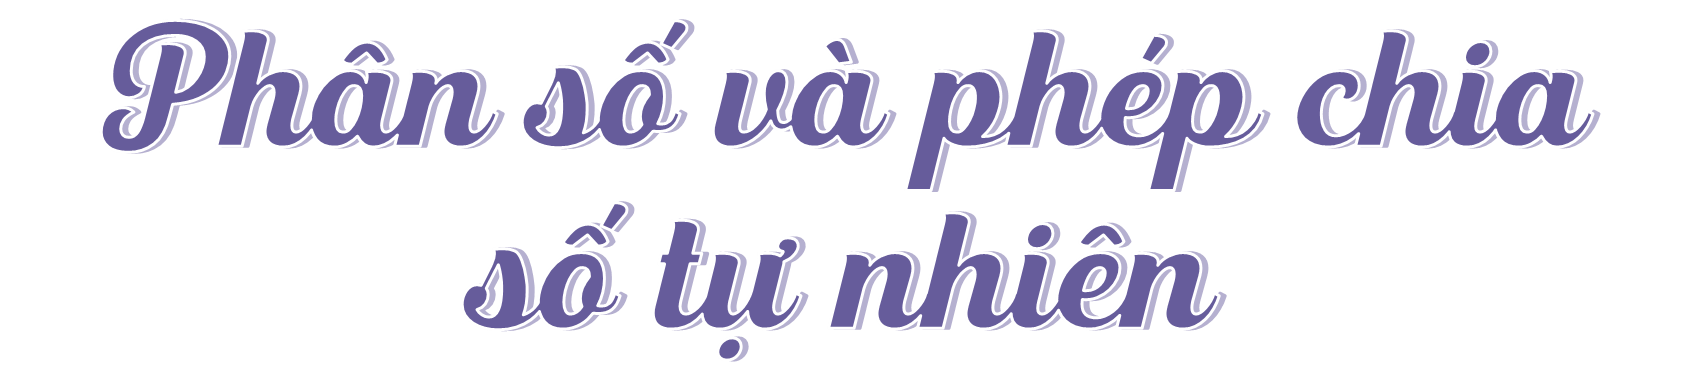 Phân số và phép chia
số tự nhiên